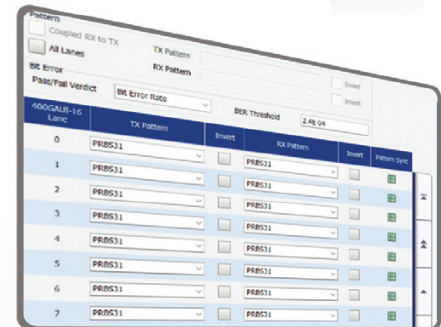 Pattern
Coupled RX to TX
All Lanes
TX Pattern
Invert
RX Pattern
Invert
Bit Error
Pass/Fail Verdict
Bit Error Rate
BER Threshold
2.4E-04
400GAUI-16 Lane
TX Pattern
Invert
RX Pattern
Invert
Pattern Sync
0
PRBS31
PRBS31
1
PRBS31
PRBS31
2
PRBS31
PRBS31
3
PRBS31
PRBS31
4
PRBS31
PRBS31
5
PRBS31
PRBS31
6
PRBS31
PRBS31
7
PRBS31
PRBS31